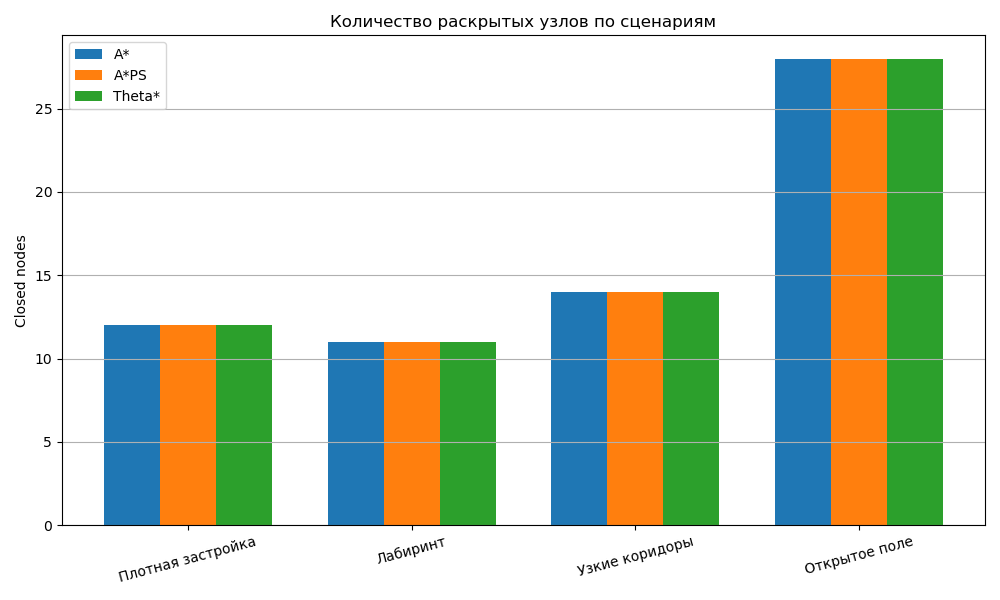 Количество раскрытых узлов по сценариям
A*
A*PS
Theta*
Closed nodes
25
20
15
10
5
0
Плотная застройка
Лабиринт
Узкие коридоры
Открытое поле